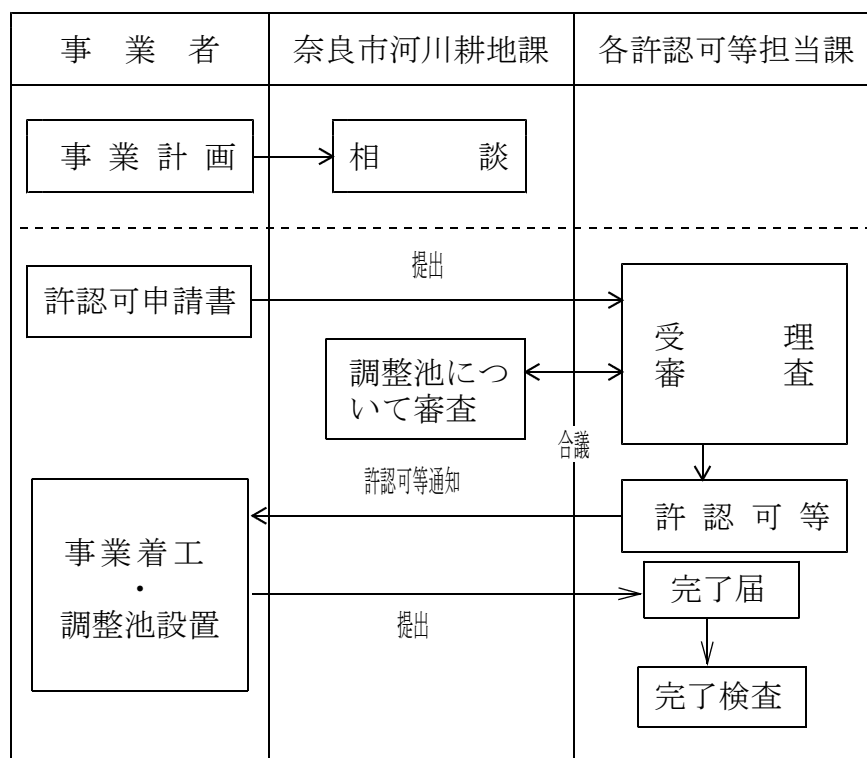 事業者
奈良市河川耕地課
各許認可等担当課
事業計画
相談
提出
許認可申請書
受理
審査
調整池につ
いて審査
合議
許認可等通知
許認可等
事業着工
・
調整池設置
完了届
提出
完了検査